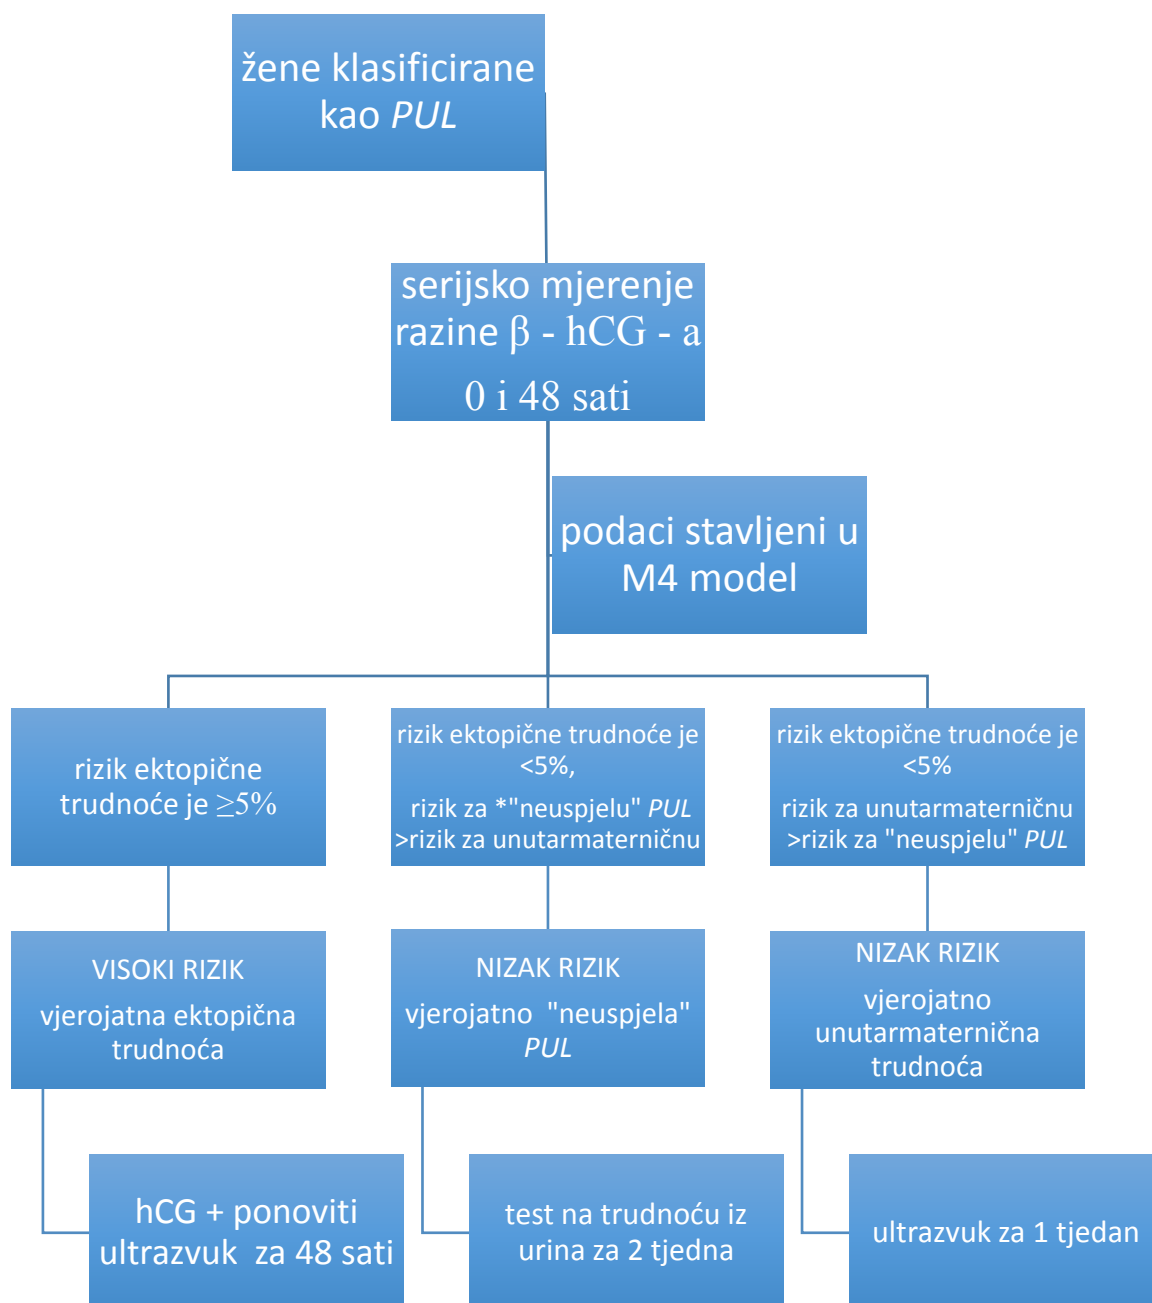 žene klasificirane
kao PUL
serijsko mjerenje
razine β - hCG - a
0 i 48 sati
podaci stavljeni u
M4 model
rizik ektopične
trudnoće je ≥5%
rizik ektopične trudnoće je
<5%,
rizik za *"neuspjelu" PUL
>rizik za unutarmaterničnu
rizik ektopične trudnoće je
<5%
rizik za unutarmaterničnu
>rizik za "neuspjelu" PUL
VISOKI RIZIK
vjerojatna ektopična
trudnoća
NIZAK RIZIK
vjerojatno "neuspjela"
PUL
NIZAK RIZIK
vjerojatno
unutarmaternična
trudnoća
hCG + ponoviti
ultrazvuk za 48 sati
test na trudnoću iz
urina za 2 tjedna
ultrazvuk za 1 tjedan